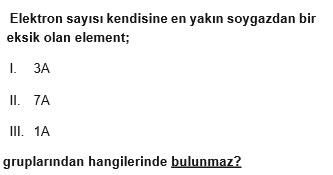 Elektron sayısı kendisine en yakın soygazdan bir
eksik olan element;
I. 3A
II. 7A
III. 1A
gruplarından hangilerinde bulunmaz?